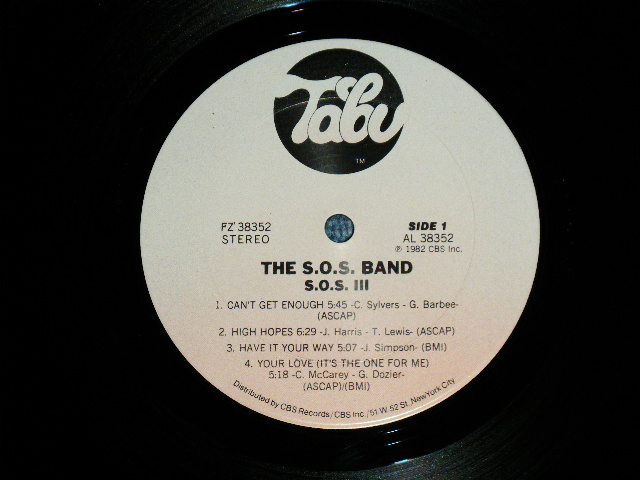 Tabu
TM
FZ 38352
STEREO
SIDE 1
AL 38352
℗ 1982 CBS Inc.
THE S.O.S. BAND
S.O.S. III
1. CAN'T GET ENOUGH 5:45 -C. Sylvers - G. Barbee-
(ASCAP)
2. HIGH HOPES 6:29 -J. Harris - T. Lewis- (ASCAP)
3. HAVE IT YOUR WAY 5:07 -J. Simpson- (BMI)
4. YOUR LOVE (IT'S THE ONE FOR ME)
5:18 -C. McCarey - G. Dozier-
(ASCAP)/(BMI)
Distributed by CBS Records/CBS Inc./51 W. 52 St., New York City